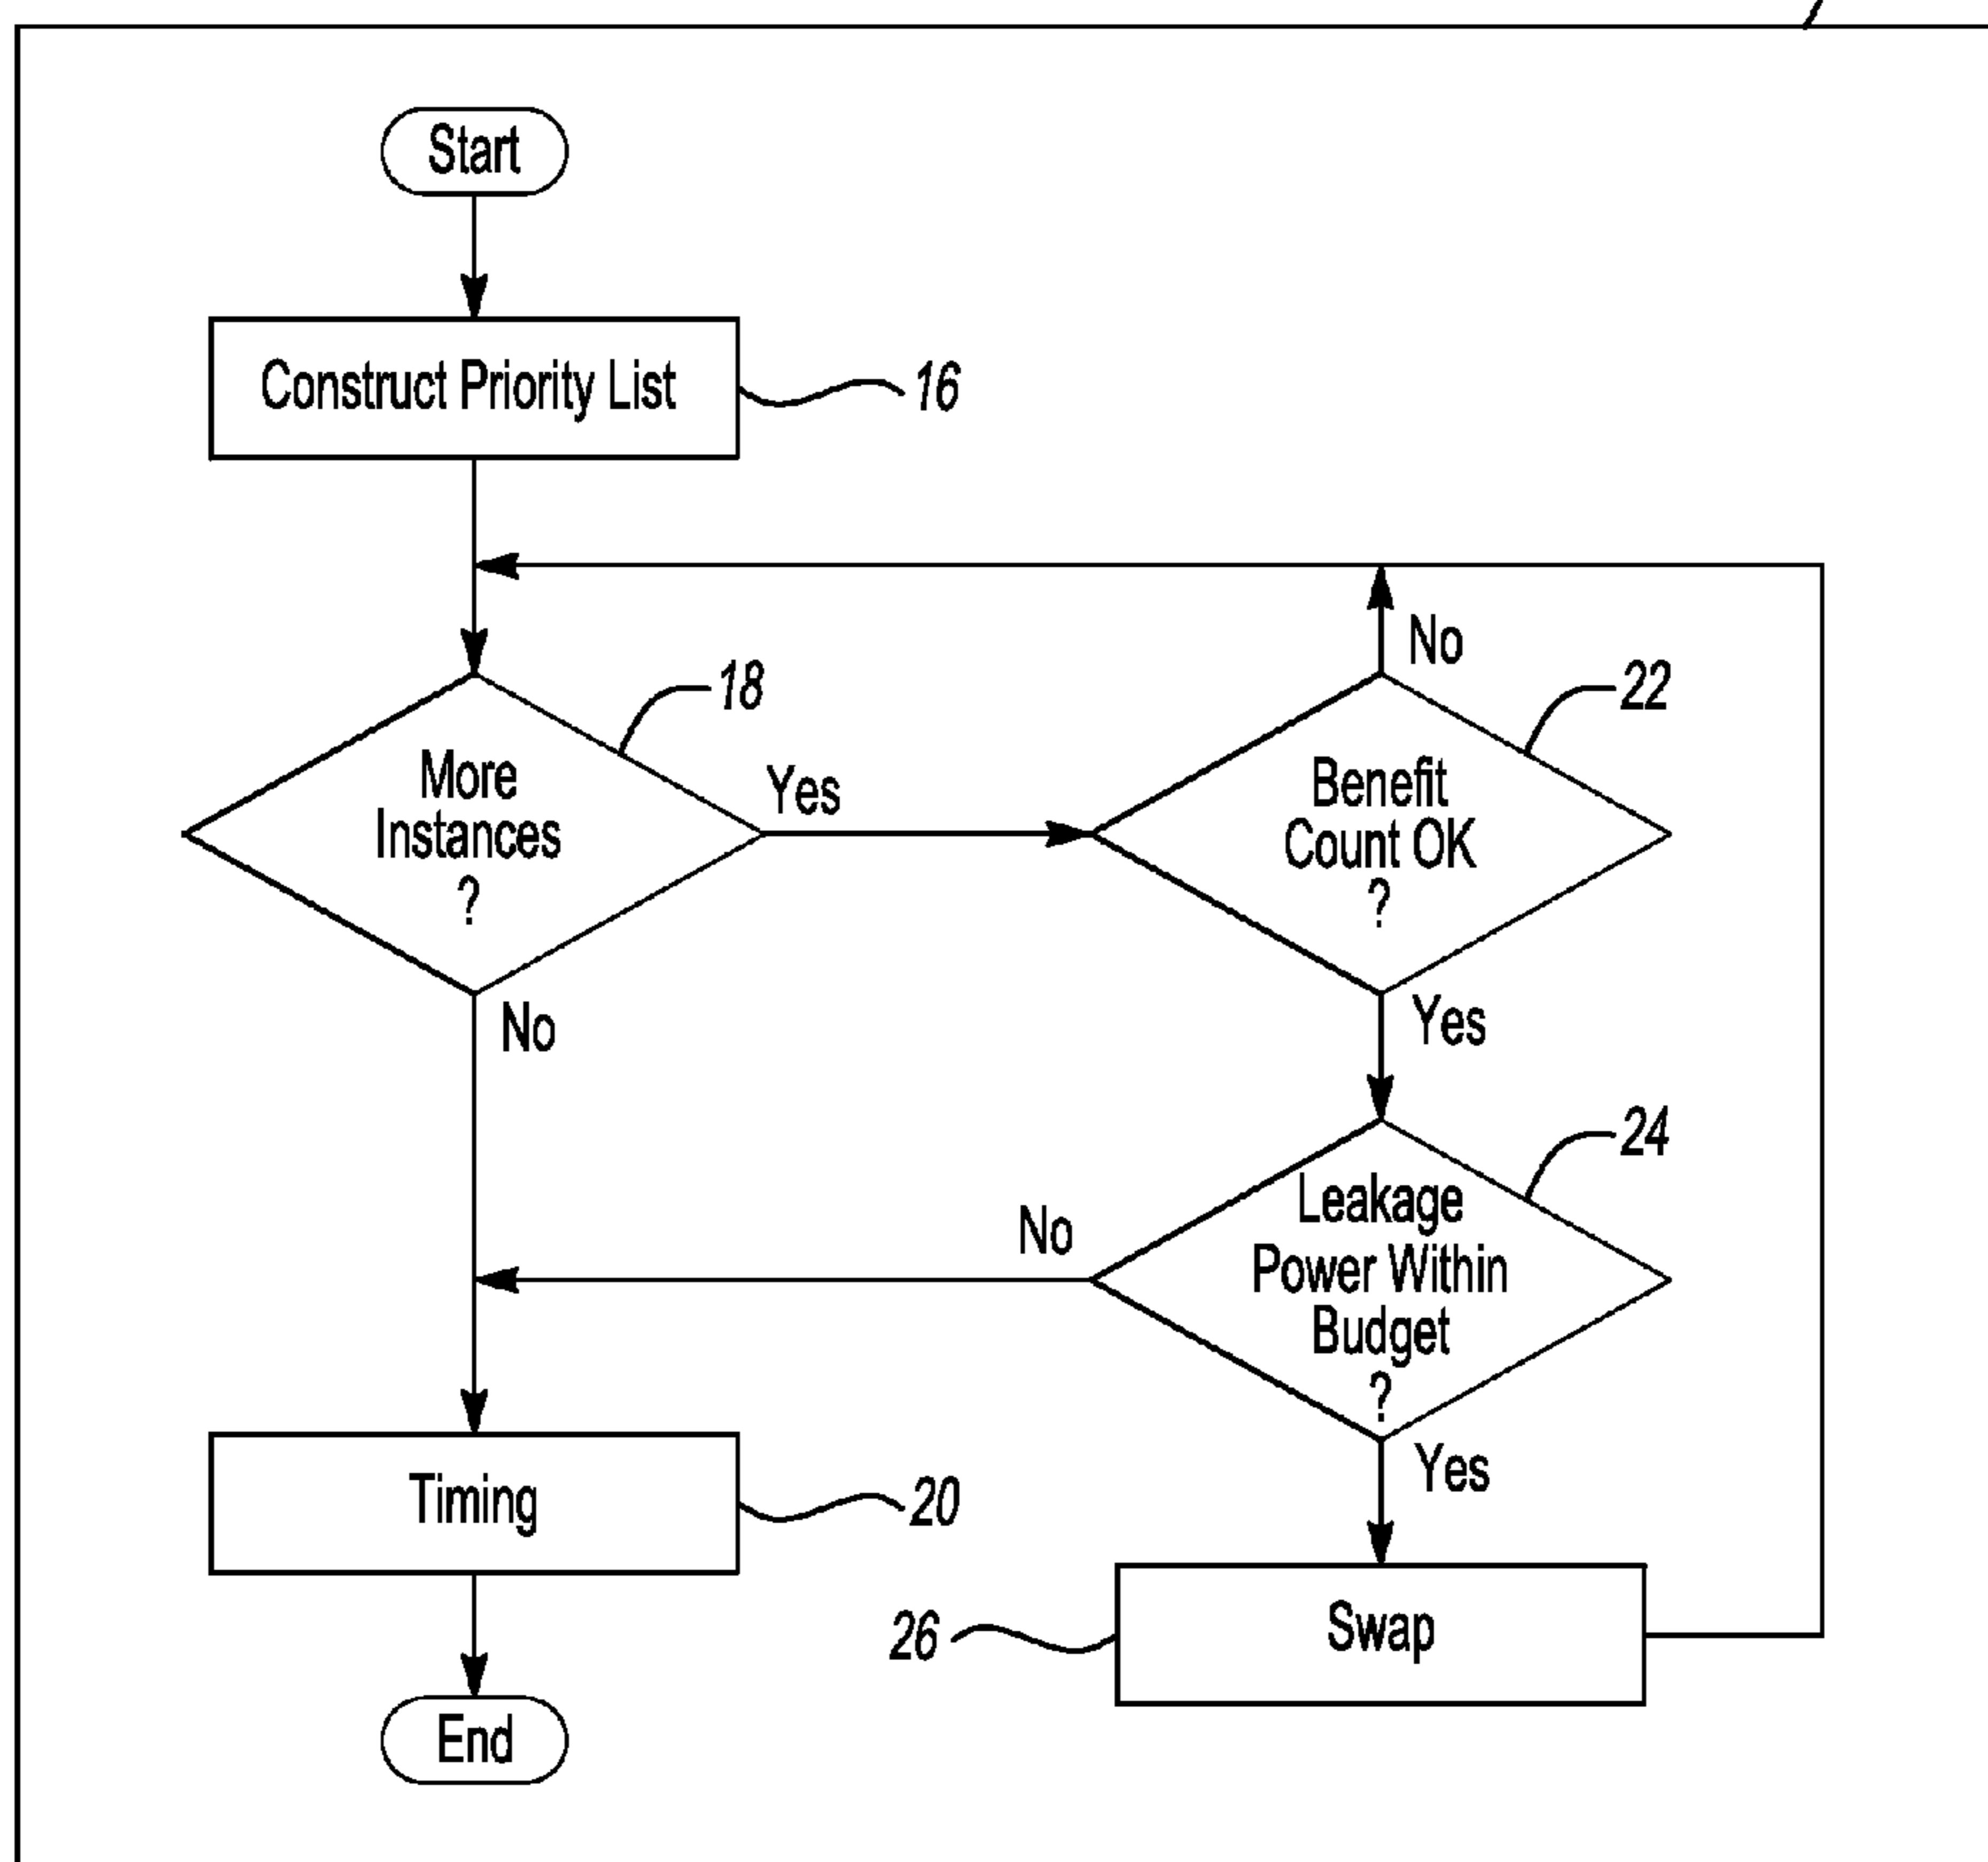 Start
Construct Priority List
16
18
More
Instances
?
Yes
No
22
Benefit
Count OK
?
No
Yes
24
Leakage
Power Within
Budget
?
No
Yes
Timing
20
26
Swap
End